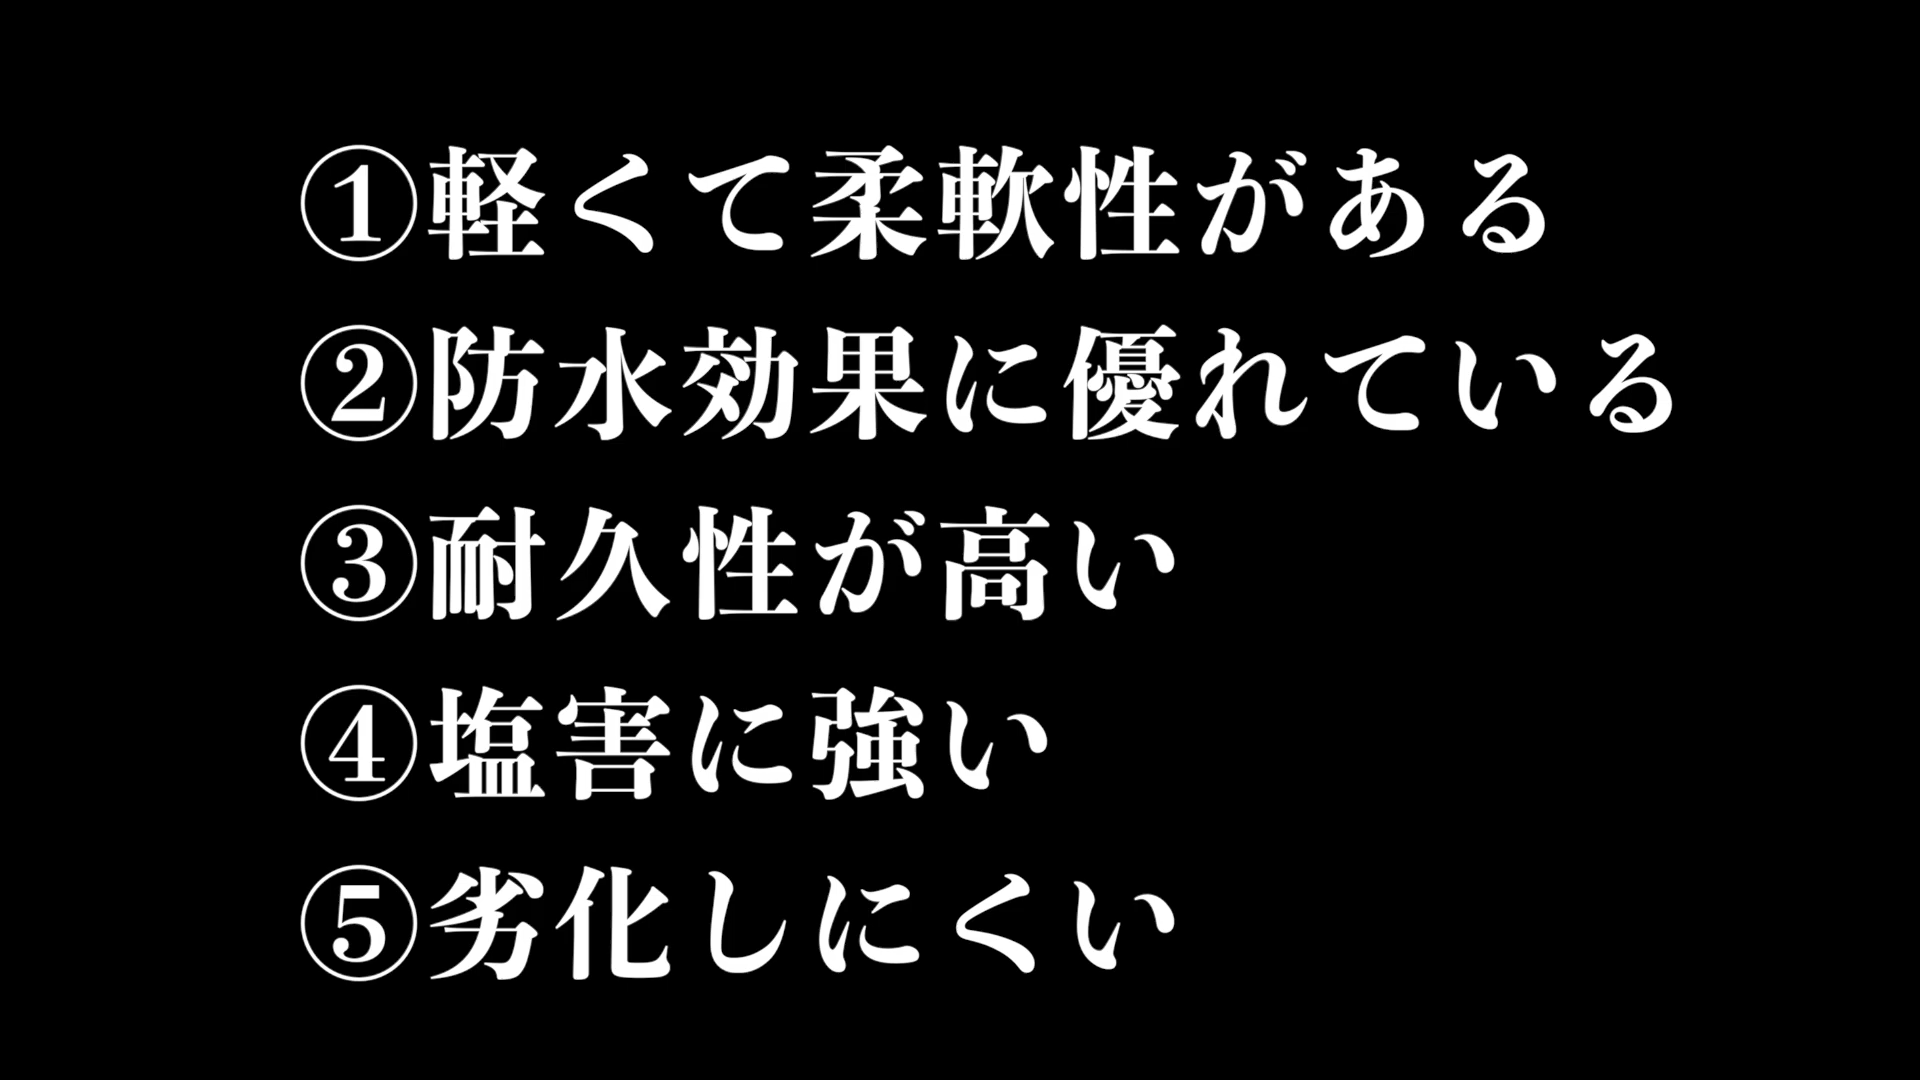 ①軽くて柔軟性がある
②防水効果に優れている
③耐久性が高い
④塩害に強い
⑤劣化しにくい